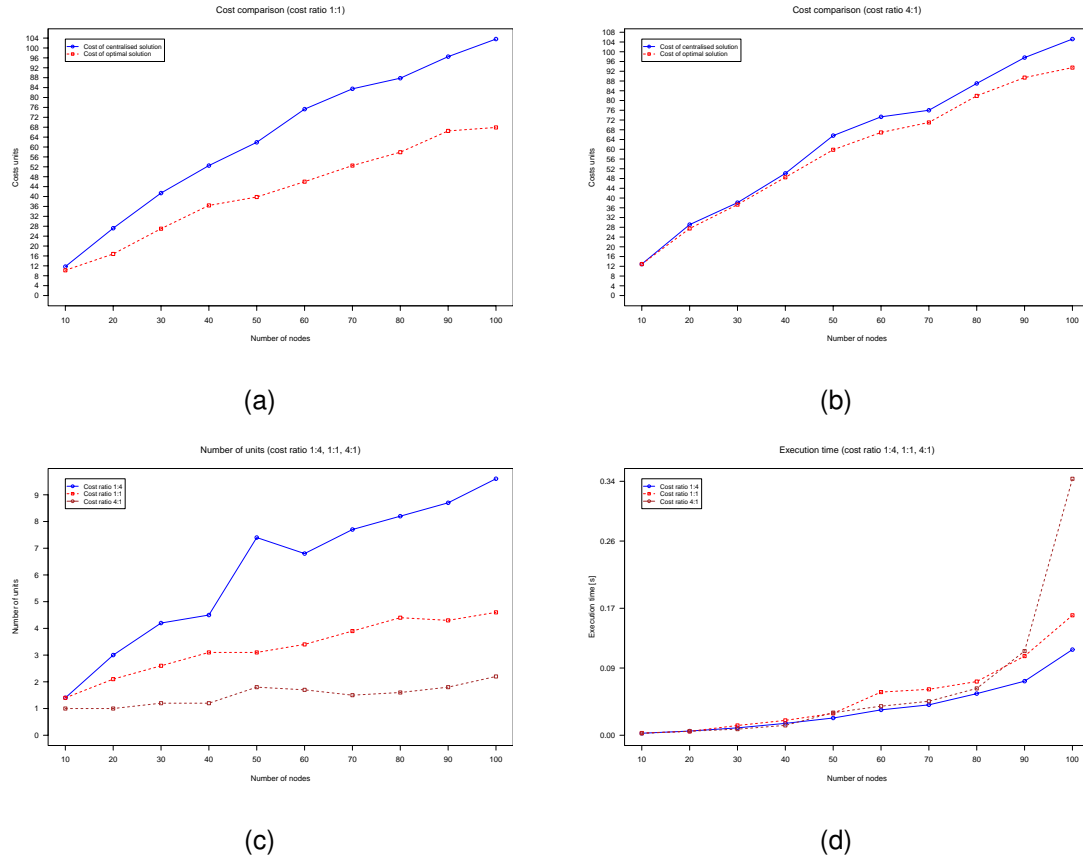 Cost comparison (cost ratio 1:1)
Cost of centralised solution
Cost of optimal solution
104
100
96
92
88
84
80
76
72
68
64
60
56
52
48
44
40
36
32
28
24
20
16
12
8
4
0
Costs units
10 20 30 40 50 60 70 80 90 100
Number of nodes
(a)
Cost comparison (cost ratio 4:1)
Cost of centralised solution
Cost of optimal solution
108
104
100
96
92
88
84
80
76
72
68
64
60
56
52
48
44
40
36
32
28
24
20
16
12
8
4
0
Costs units
10 20 30 40 50 60 70 80 90 100
Number of nodes
(b)
Number of units (cost ratio 1:4, 1:1, 4:1)
Cost ratio 1:4
Cost ratio 1:1
Cost ratio 4:1
9
8
7
6
5
4
3
2
1
0
Number of units
10 20 30 40 50 60 70 80 90 100
Number of nodes
(c)
Execution time (cost ratio 1:4, 1:1, 4:1)
Cost ratio 1:4
Cost ratio 1:1
Cost ratio 4:1
0.34
0.26
0.17
0.09
0.00
Execution time [s]
10 20 30 40 50 60 70 80 90 100
Number of nodes
(d)